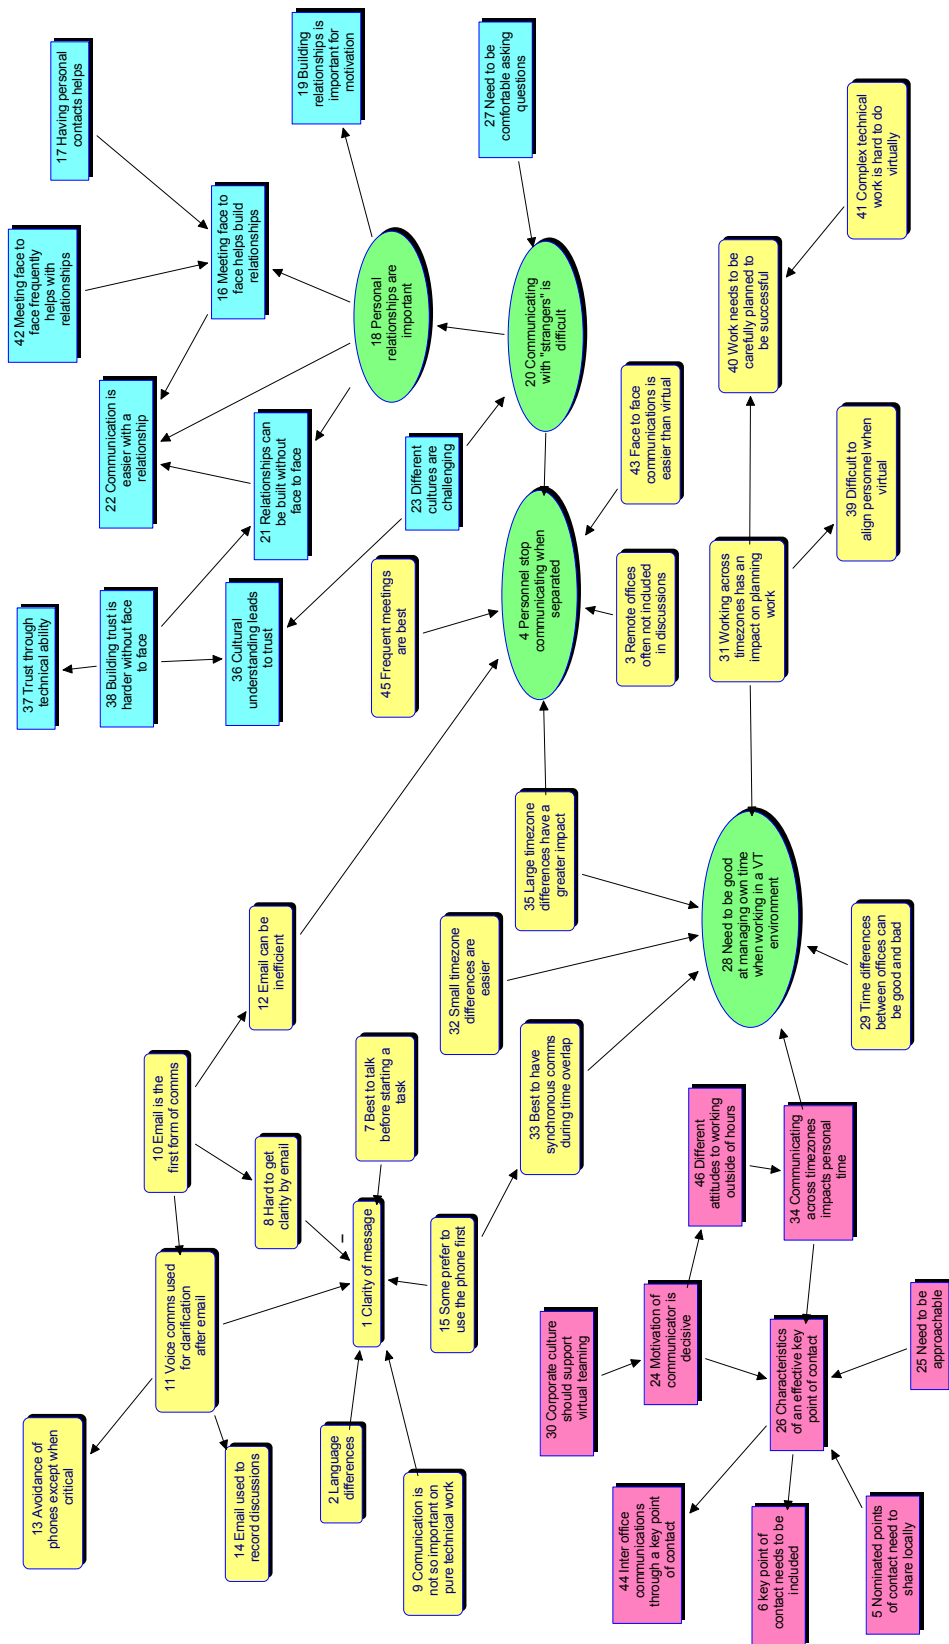 13 Avoidance of
phones except when
critical
37 Trust through
technical ability
42 Meeting face to
face frequently
helps with
relationships
17 Having personal
contacts helps
11 Voice comms used
for clarification
after email
10 Email is the
first form of comms
38 Building trust is
harder without face
to face
22 Communication is
easier with a
relationship
16 Meeting face to
face helps build
relationships
14 Email used to
record discussions
8 Hard to get
clarity by email
12 Email can be
inefficient
36 Cultural
understanding leads
to trust
21 Relationships can
be built without
face to face
19 Building
relationships is
important for
motivation
2 Language
differences
1 Clarity of message
–
7 Best to talk
before starting a
task
45 Frequent meetings
are best
23 Different
cultures are
challenging
18 Personal
relationships are
important
9 Comunication is
not so important on
pure technical work
15 Some prefer to
use the phone first
32 Small timezone
differences are
easier
33 Best to have
synchronous comms
during time overlap
35 Large timezone
differences have a
greater impact
4 Personnel stop
communicating when
separated
20 Communicating
with "strangers" is
difficult
27 Need to be
comfortable asking
questions
30 Corporate culture
should support
virtual teaming
24 Motivation of
communicator is
decisive
46 Different
attitudes to working
outside of hours
3 Remote offices
often not included
in discussions
43 Face to face
communications is
easier than virtual
44 Inter office
communications
through a key point
of contact
26 Characteristics
of an effective key
point of contact
34 Communicating
across timezones
impacts personal
time
28 Need to be good
at managing own time
when working in a VT
environment
31 Working across
timezones has an
impact on planning
work
40 Work needs to be
carefully planned to
be successful
6 key point of
contact needs to be
included
5 Nominated points
of contact need to
share locally
25 Need to be
approachable
29 Time differences
between offices can
be good and bad
39 Difficult to
align personnel when
virtual
41 Complex technical
work is hard to do
virtually